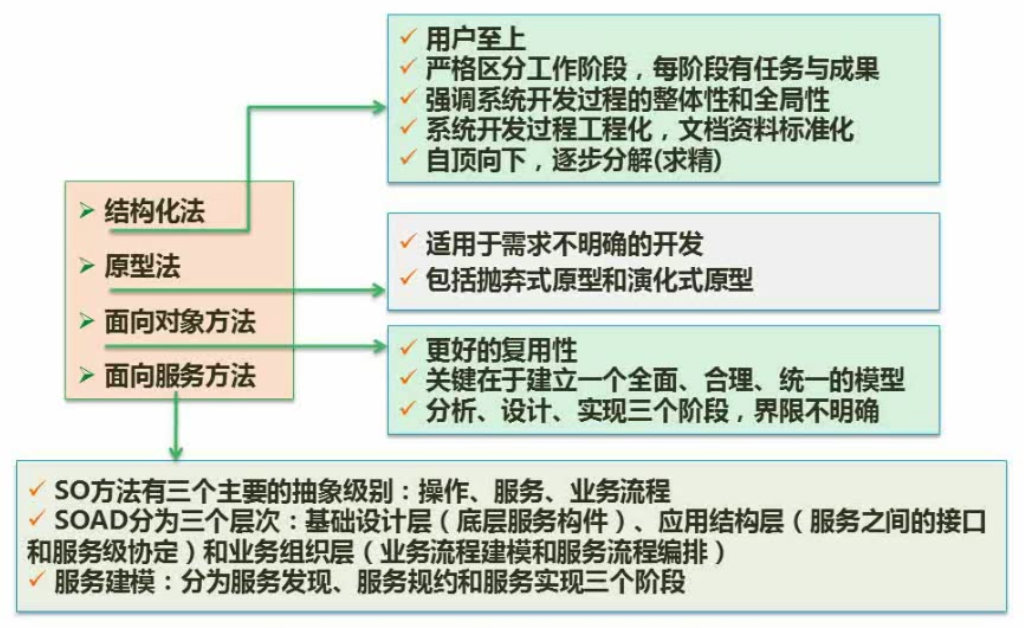 用户至上
严格区分工作阶段，每阶段有任务与成果
强调系统开发过程的整体性和全局性
系统开发过程工程化，文档资料标准化
自顶向下，逐步分解(求精)
结构化法
原型法
面向对象方法
面向服务方法
适用于需求不明确的开发
包括抛弃式原型和演化式原型
更好的复用性
关键在于建立一个全面、合理、统一的模型
分析、设计、实现三个阶段，界限不明确
SO方法有三个主要的抽象级别：操作、服务、业务流程
SOAD分为三个层次：基础设计层（底层服务构件）、应用结构层（服务之间的接口
和服务级协定）和业务组织层（业务流程建模和服务流程编排）
服务建模：分为服务发现、服务规约和服务实现三个阶段